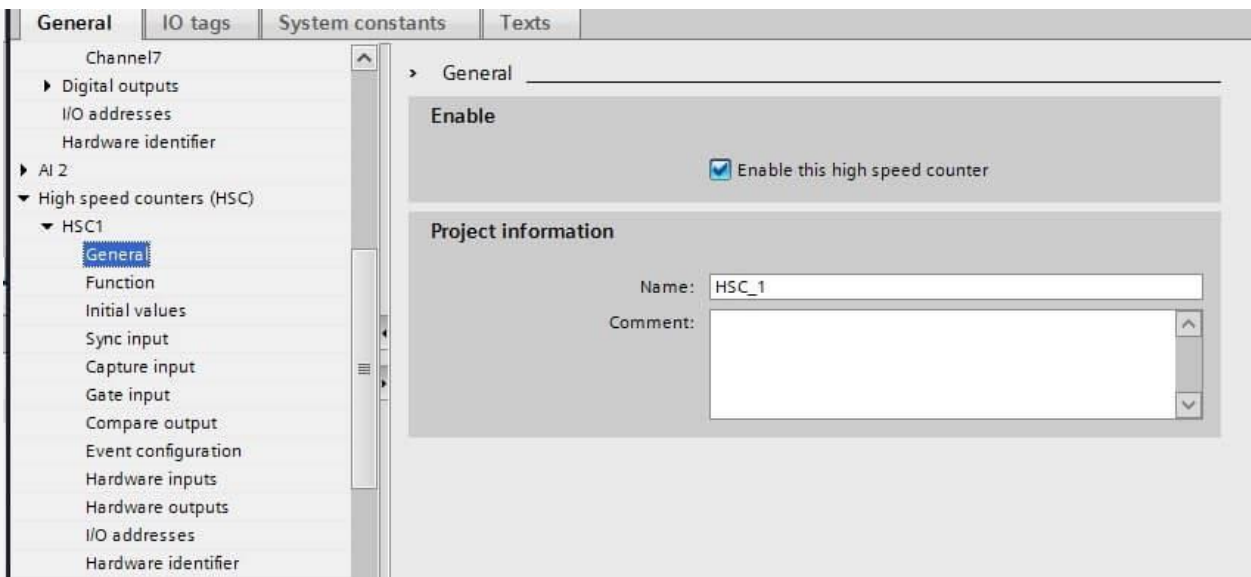 General IO tags System constants Texts
Channel7
Digital outputs
I/O addresses
Hardware identifier
AI 2
High speed counters (HSC)
HSC1
General
Function
Initial values
Sync input
Capture input
Gate input
Compare output
Event configuration
Hardware inputs
Hardware outputs
I/O addresses
Hardware identifier
General
Enable
Enable this high speed counter
Project information
Name: HSC_1
Comment: